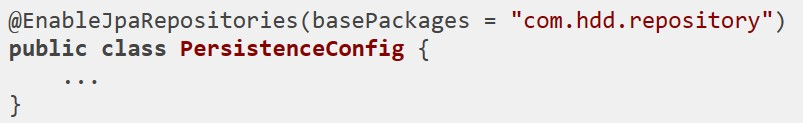 @EnableJpaRepositories(basePackages = "com.hdd.repository")
public class PersistenceConfig {
    ...
}